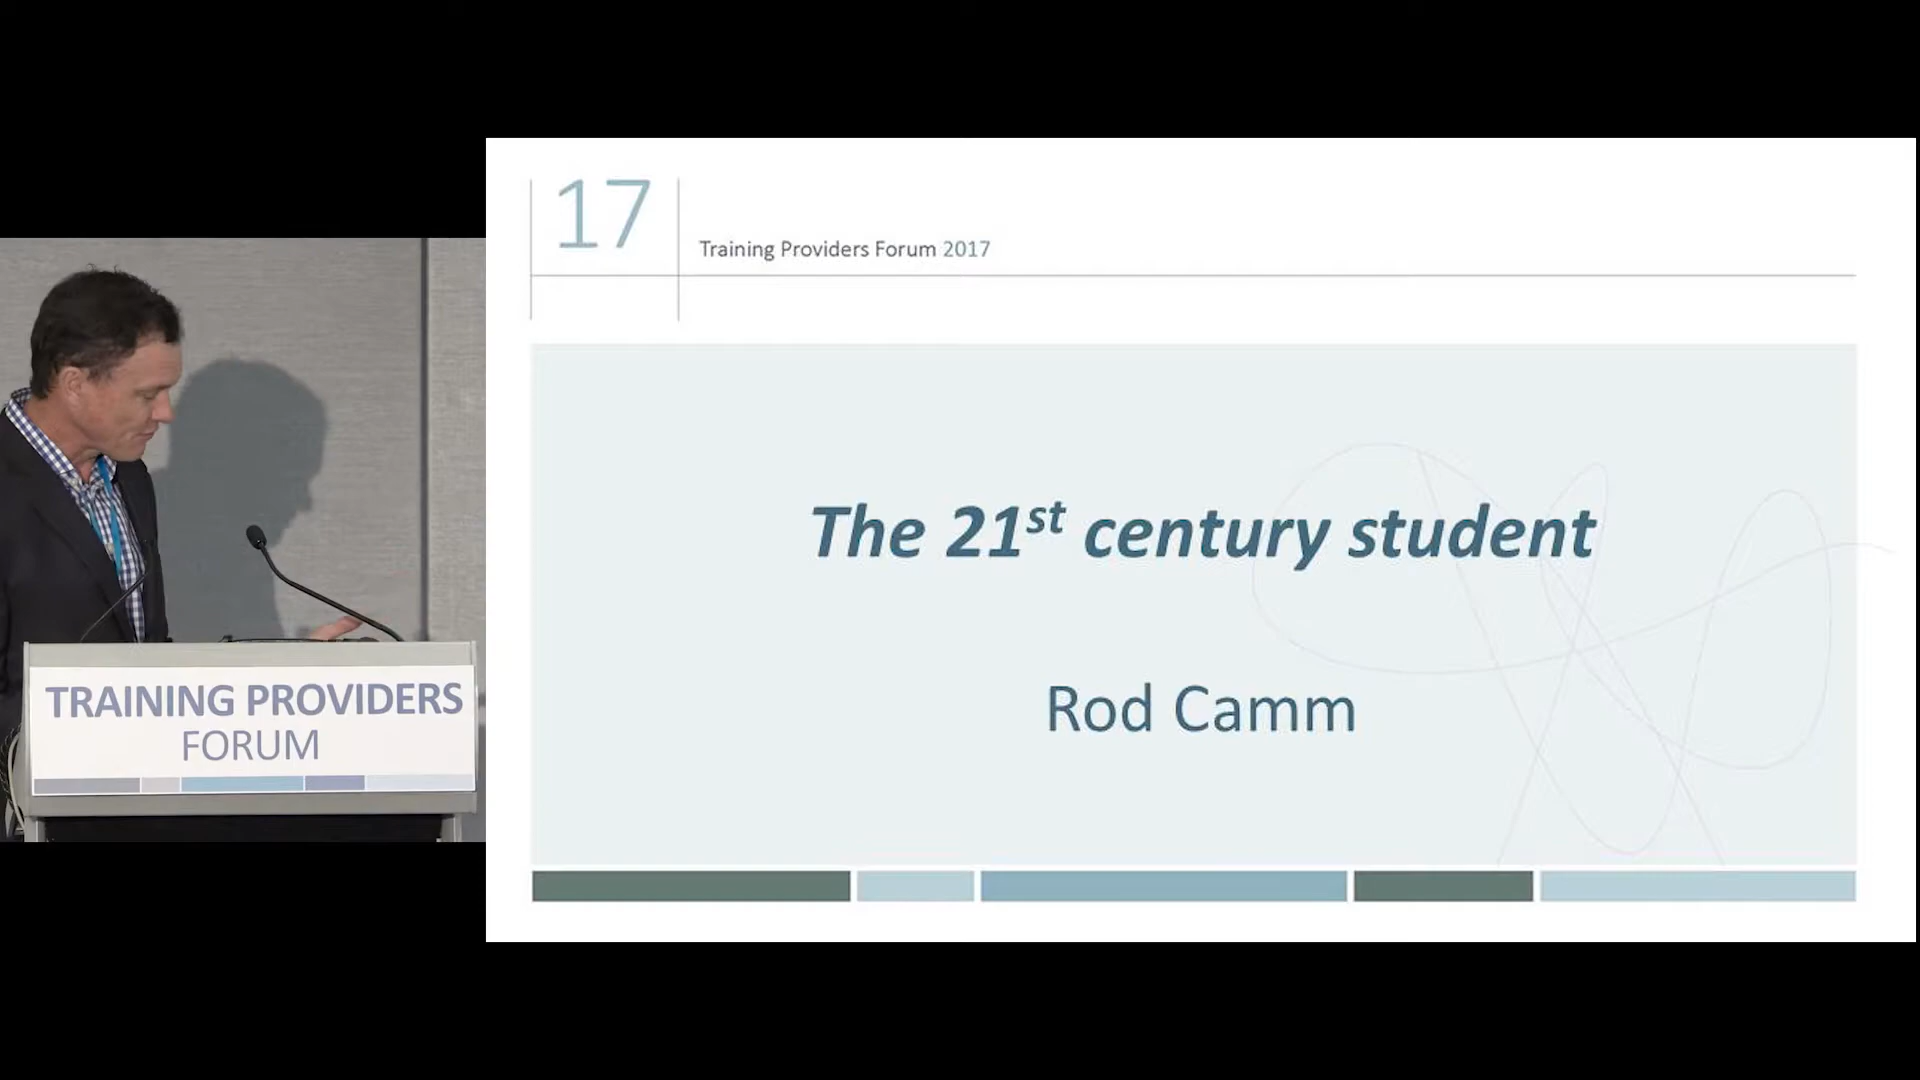 17
Training Providers Forum 2017
The 21st century student
Rod Camm
TRAINING PROVIDERS
FORUM